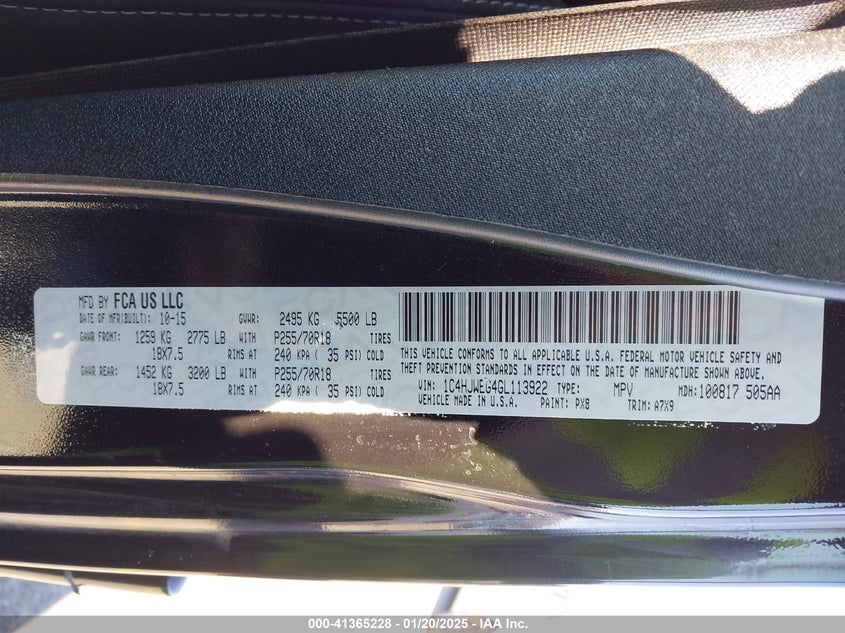 MFD BY FCA US LLC
DATE OF MFR(BUILT): 10-15 GVWR: 2495 KG 5500 LB
GAWR FRONT: 1259 KG 2775 LB WITH P255/70R18 TIRES
18X7.5 RIMS AT 240 KPA ( 35 PSI) COLD
GAWR REAR: 1452 KG 3200 LB WITH P255/70R18 TIRES
18X7.5 RIMS AT 240 KPA ( 35 PSI) COLD
THIS VEHICLE CONFORMS TO ALL APPLICABLE U.S.A. FEDERAL MOTOR VEHICLE SAFETY AND
THEFT PREVENTION STANDARDS IN EFFECT ON THE DATE OF MANUFACTURE SHOWN ABOVE.
VIN: 1C4HJWEG4GL113922 TYPE: MPV MDH: 100817 505AA
VEHICLE MADE IN U.S.A. PAINT: PX8 TRIM: A7X9
000-41365228 — 01/20/2025 — IAA Inc.